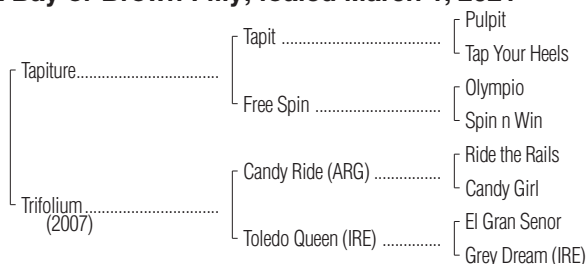 Bay or Brown Filly, foaled March 1, 2021
Pulpit
Tapit ........................................
Tap Your Heels
Tapiture....................................
Olympio
Free Spin ................................
Spin n Win
Ride the Rails
Candy Ride (ARG) .................
Candy Girl
Trifolium..................................
(2007)
El Gran Senor
Toledo Queen (IRE) ..............
Grey Dream (IRE)